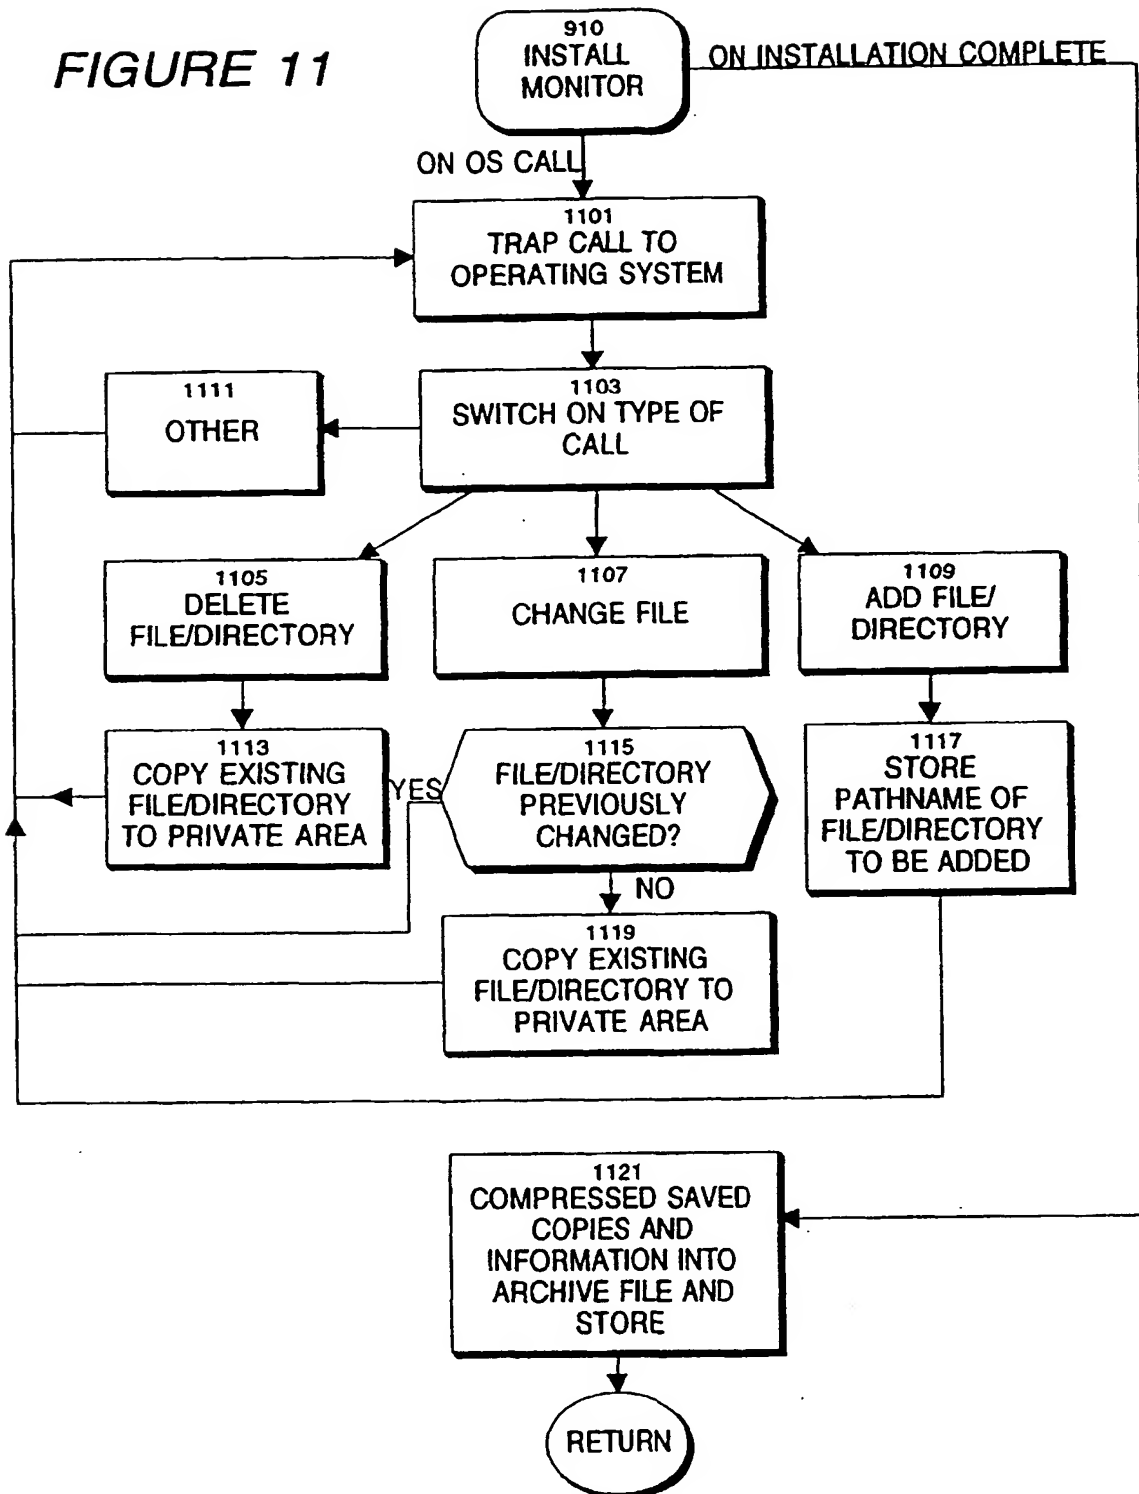 FIGURE 11
910
INSTALL
MONITOR
ON INSTALLATION COMPLETE
ON OS CALL
1101
TRAP CALL TO
OPERATING SYSTEM
1111
OTHER
1103
SWITCH ON TYPE OF
CALL
1105
DELETE
FILE/DIRECTORY
1107
CHANGE FILE
1109
ADD FILE/
DIRECTORY
1113
COPY EXISTING
FILE/DIRECTORY
TO PRIVATE AREA
YES
1115
FILE/DIRECTORY
PREVIOUSLY
CHANGED?
1117
STORE
PATHNAME OF
FILE/DIRECTORY
TO BE ADDED
NO
1119
COPY EXISTING
FILE/DIRECTORY TO
PRIVATE AREA
1121
COMPRESSED SAVED
COPIES AND
INFORMATION INTO
ARCHIVE FILE AND
STORE
RETURN